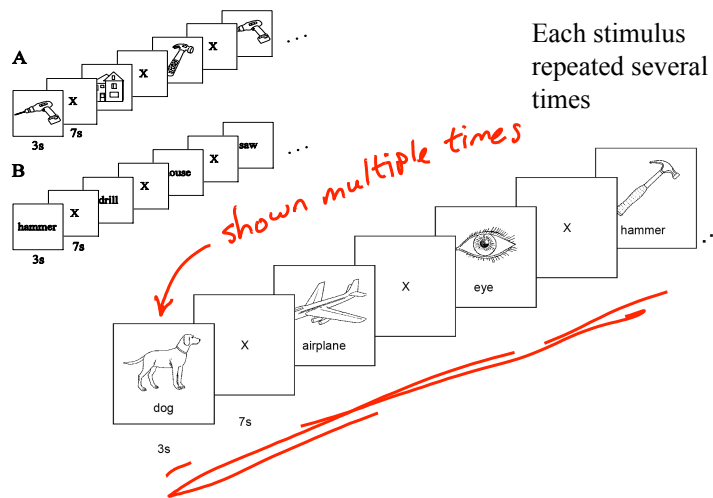 A
X
X
X
...
3s
7s
Each stimulus
repeated several
times
B
hammer
X
drill
X
ouse
X
saw
...
3s
7s
shown multiple times
dog
X
airplane
X
eye
X
hammer
...
3s
7s